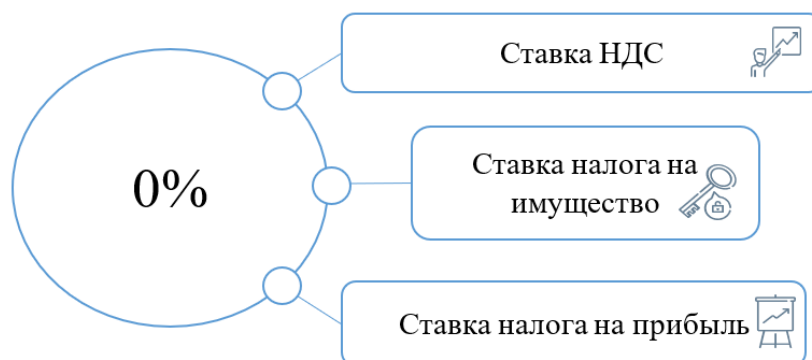 Ставка НДС
0%
Ставка налога на
имущество
Ставка налога на прибыль